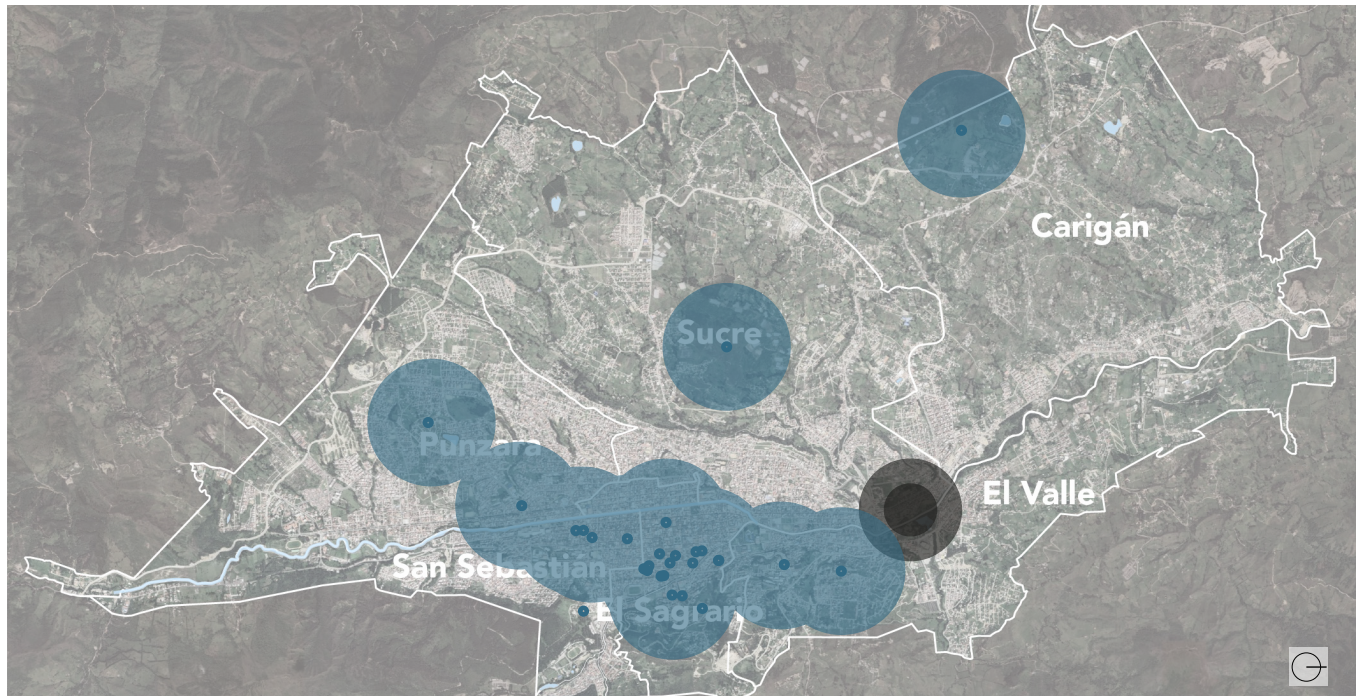 Carigán
Sucre
Punzara
El Valle
San Sebastián
El Sagrario